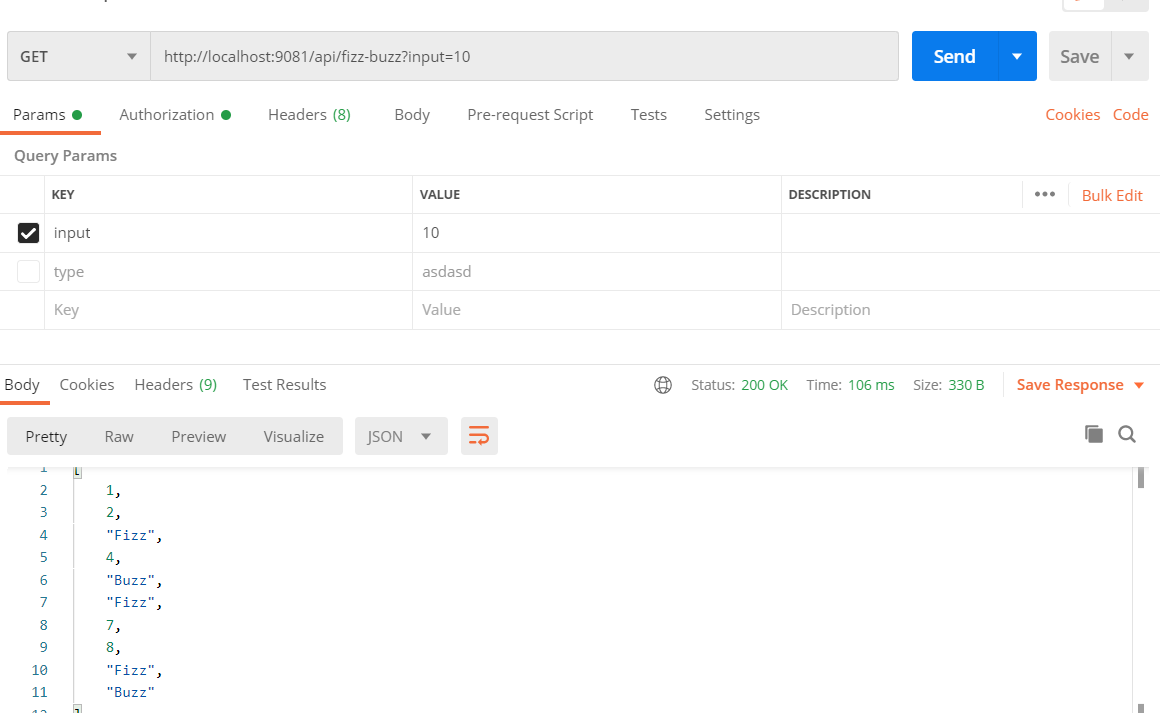 GET http://localhost:9081/api/fizz-buzz?input=10 Send Save
Params Authorization Headers (8) Body Pre-request Script Tests Settings Cookies Code
Query Params
KEY VALUE DESCRIPTION ••• Bulk Edit
input 10
type asdasd
Key Value Description
Body Cookies Headers (9) Test Results Status: 200 OK Time: 106 ms Size: 330 B Save Response
Pretty Raw Preview Visualize JSON
1 [
2 1,
3 2,
4 "Fizz",
5 4,
6 "Buzz",
7 "Fizz",
8 7,
9 8,
10 "Fizz",
11 "Buzz"
12 ]